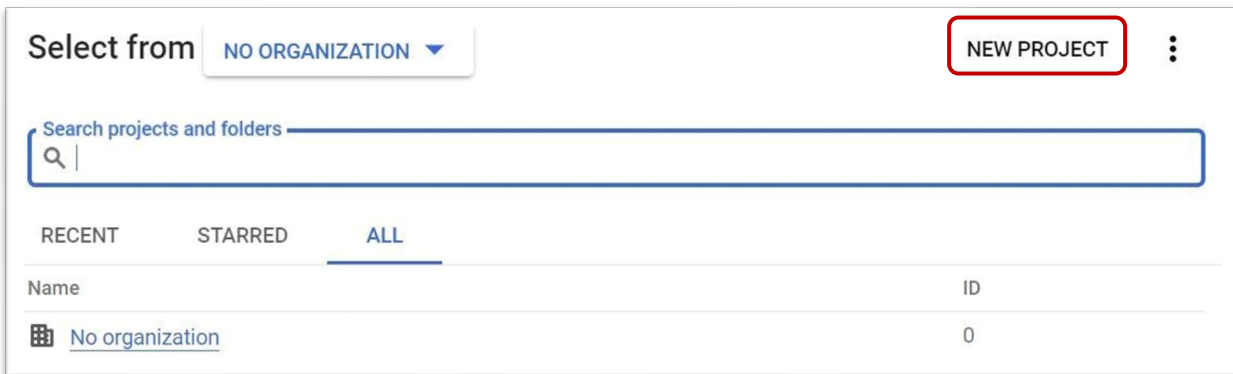 Select from NO ORGANIZATION NEW PROJECT
Search projects and folders
RECENT STARRED ALL
Name ID
No organization 0